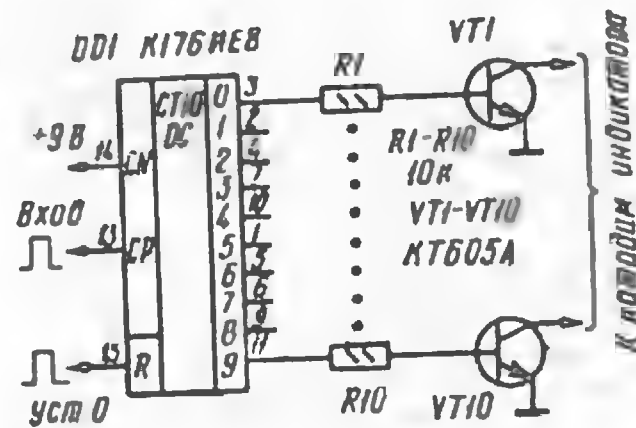 DD1 К176ИЕ8
VT1
R1
CT10
DC
0 3
1 2
2 4
3 7
4 10
5 1
6 5
7 6
8 9
9 11
+9В 14 CN
Вход 13 CP
Уст 0 15 R
R1-R10
10к
VT1-VT10
КТ605А
R10
VT10
К катодам индикатора